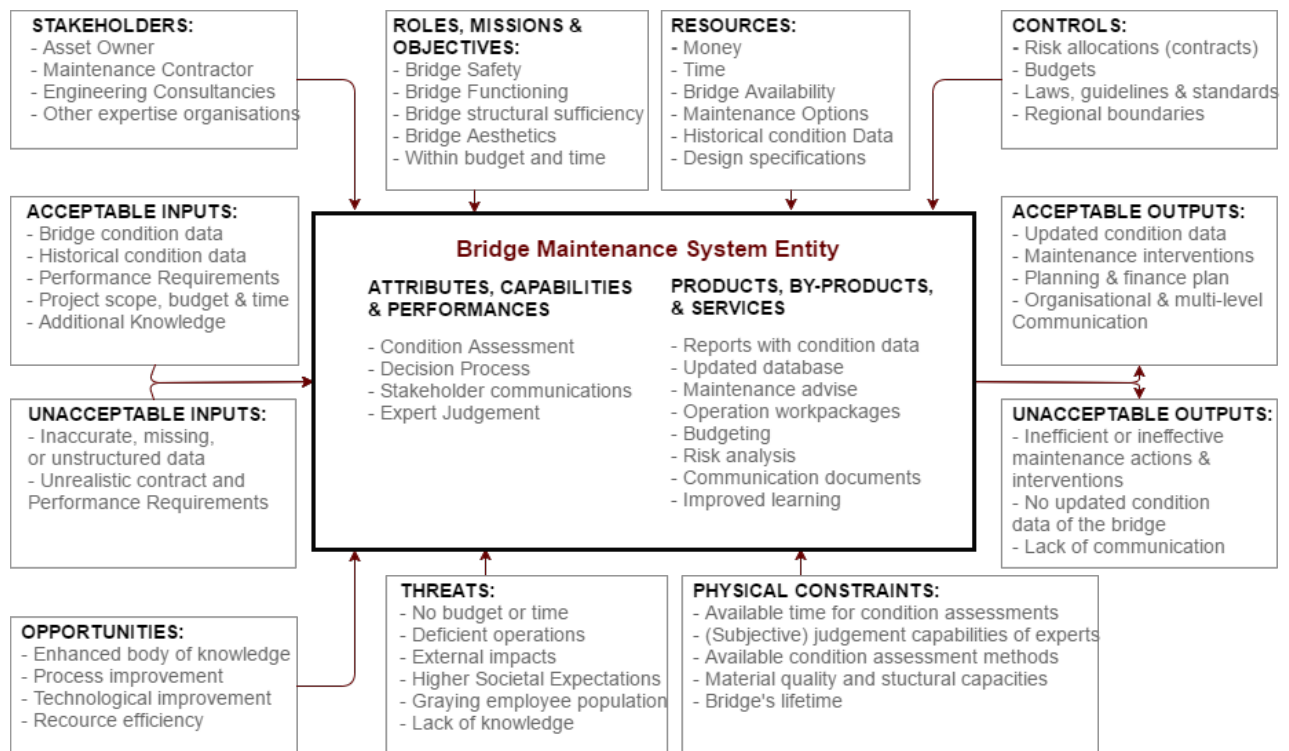 STAKEHOLDERS:
- Asset Owner
- Maintenance Contractor
- Engineering Consultancies
- Other expertise organisations
ROLES, MISSIONS &
OBJECTIVES:
- Bridge Safety
- Bridge Functioning
- Bridge structural sufficiency
- Bridge Aesthetics
- Within budget and time
RESOURCES:
- Money
- Time
- Bridge Availability
- Maintenance Options
- Historical condition Data
- Design specifications
CONTROLS:
- Risk allocations (contracts)
- Budgets
- Laws, guidelines & standards
- Regional boundaries
ACCEPTABLE INPUTS:
- Bridge condition data
- Historical condition data
- Performance Requirements
- Project scope, budget & time
- Additional Knowledge
UNACCEPTABLE INPUTS:
- Inaccurate, missing,
or unstructured data
- Unrealistic contract and
Performance Requirements
Bridge Maintenance System Entity
ATTRIBUTES, CAPABILITIES
& PERFORMANCES
- Condition Assessment
- Decision Process
- Stakeholder communications
- Expert Judgement
PRODUCTS, BY-PRODUCTS,
& SERVICES
- Reports with condition data
- Updated database
- Maintenance advise
- Operation workpackages
- Budgeting
- Risk analysis
- Communication documents
- Improved learning
ACCEPTABLE OUTPUTS:
- Updated condition data
- Maintenance interventions
- Planning & finance plan
- Organisational & multi-level
Communication
UNACCEPTABLE OUTPUTS:
- Inefficient or ineffective
maintenance actions &
interventions
- No updated condition
data of the bridge
- Lack of communication
OPPORTUNITIES:
- Enhanced body of knowledge
- Process improvement
- Technological improvement
- Recource efficiency
THREATS:
- No budget or time
- Deficient operations
- External impacts
- Higher Societal Expectations
- Graying employee population
- Lack of knowledge
PHYSICAL CONSTRAINTS:
- Available time for condition assessments
- (Subjective) judgement capabilities of experts
- Available condition assessment methods
- Material quality and stuctural capacities
- Bridge's lifetime